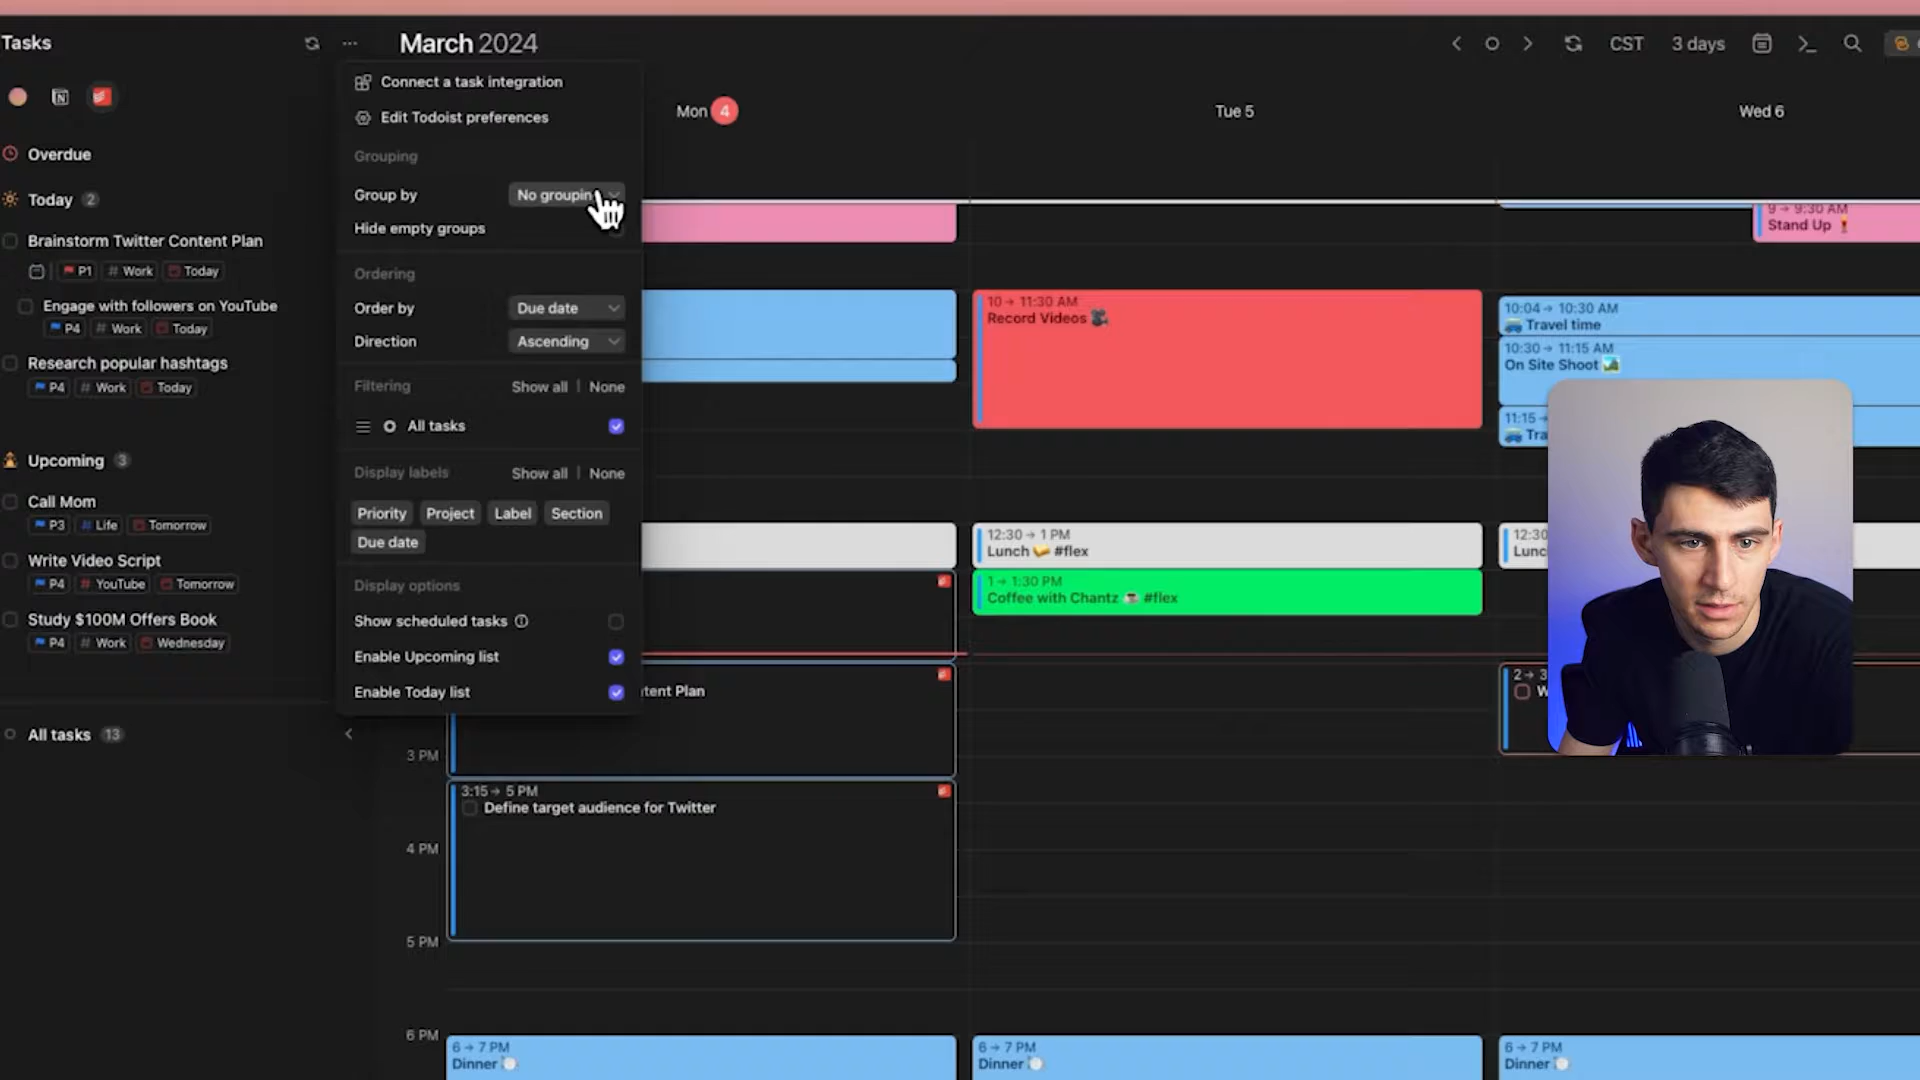 Tasks
March 2024
CST
3 days
Connect a task integration
Edit Todoist preferences
Grouping
Group by
Hide empty groups
Ordering
Order by
Due date
Direction
Ascending
Filtering
Show all | None
All tasks
Display labels
Show all | None
Priority
Project
Label
Section
Due date
Display options
Show scheduled tasks
Enable Upcoming list
Enable Today list
Overdue
Today 2
Brainstorm Twitter Content Plan
P1 # Work Today
Engage with followers on YouTube
P4 # Work Today
Research popular hashtags
P4 # Work Today
Upcoming 3
Call Mom
P3 # Life Tomorrow
Write Video Script
P4 # YouTube Tomorrow
Study $100M Offers Book
P4 # Work Wednesday
All tasks 13
Mon 4
Tue 5
Wed 6
3 PM
4 PM
5 PM
6 PM
Plan
3:15 → 5 PM
Define target audience for Twitter
6 → 7 PM
Dinner
10 → 11:30 AM
Record Videos
12:30 → 1 PM
Lunch #flex
1 → 1:30 PM
Coffee with Chantz #flex
6 → 7 PM
Dinner
9 → 9:30 AM
Stand Up
10:04 → 10:30 AM
Travel time
10:30 → 11:15 AM
On Site Shoot
11:15 →
12:30
6 → 7 PM
Dinner